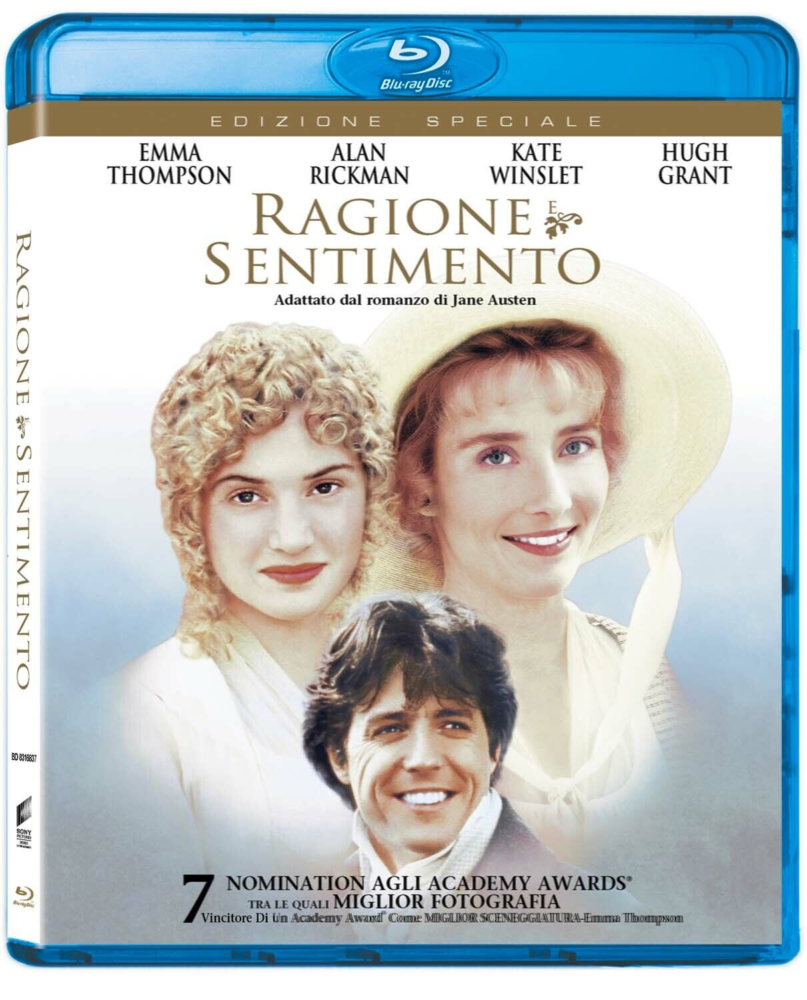 Blu-ray Disc
TM
EDIZIONE SPECIALE
EMMA THOMPSON
ALAN RICKMAN
KATE WINSLET
HUGH GRANT
RAGIONE E
SENTIMENTO
Adattato dal romanzo di Jane Austen
7 NOMINATION AGLI ACADEMY AWARDS®
TRA LE QUALI MIGLIOR FOTOGRAFIA
Vincitore Di Un Academy Award® Come MIGLIOR SCENEGGIATURA-Emma Thompson
RAGIONE E SENTIMENTO
BD 8316837
SONY
PICTURES
HOME
ENTERTAINMENT
Blu-ray Disc